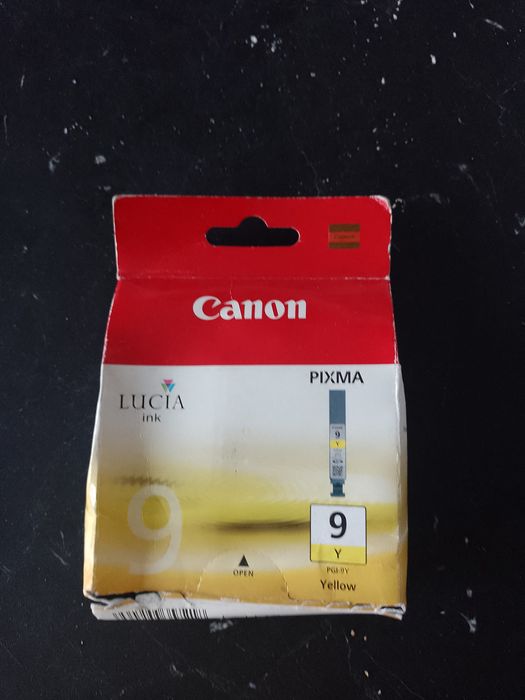 Canon
PIXMA
LUCIA
ink
9
Y
9
9
Y
OPEN
PGI-9Y
Yellow